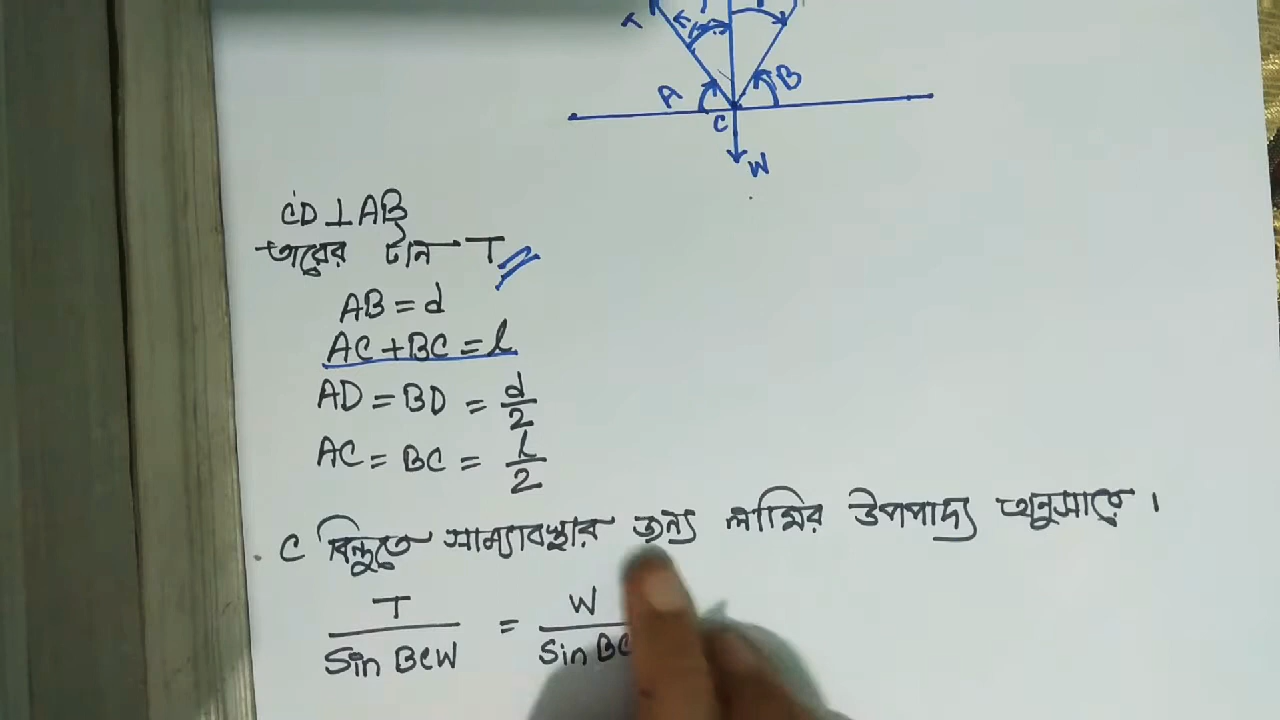 T
A
B
C
W
CD⊥AB
তারের টান T
AB = d
AC+BC = l
AD = BD = d/2
AC = BC = l/2
C বিন্দুতে সাম্যাবস্থার জন্য লামির উপপাদ্য অনুসারে।
T/Sin BCW = W/Sin BC